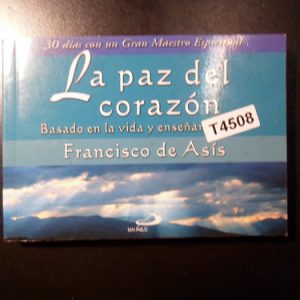 30 días con un Gran Maestro Espiritual
La paz del
corazón
Basado en la vida y
T4508
Francisco de Asís
SAN PABLO